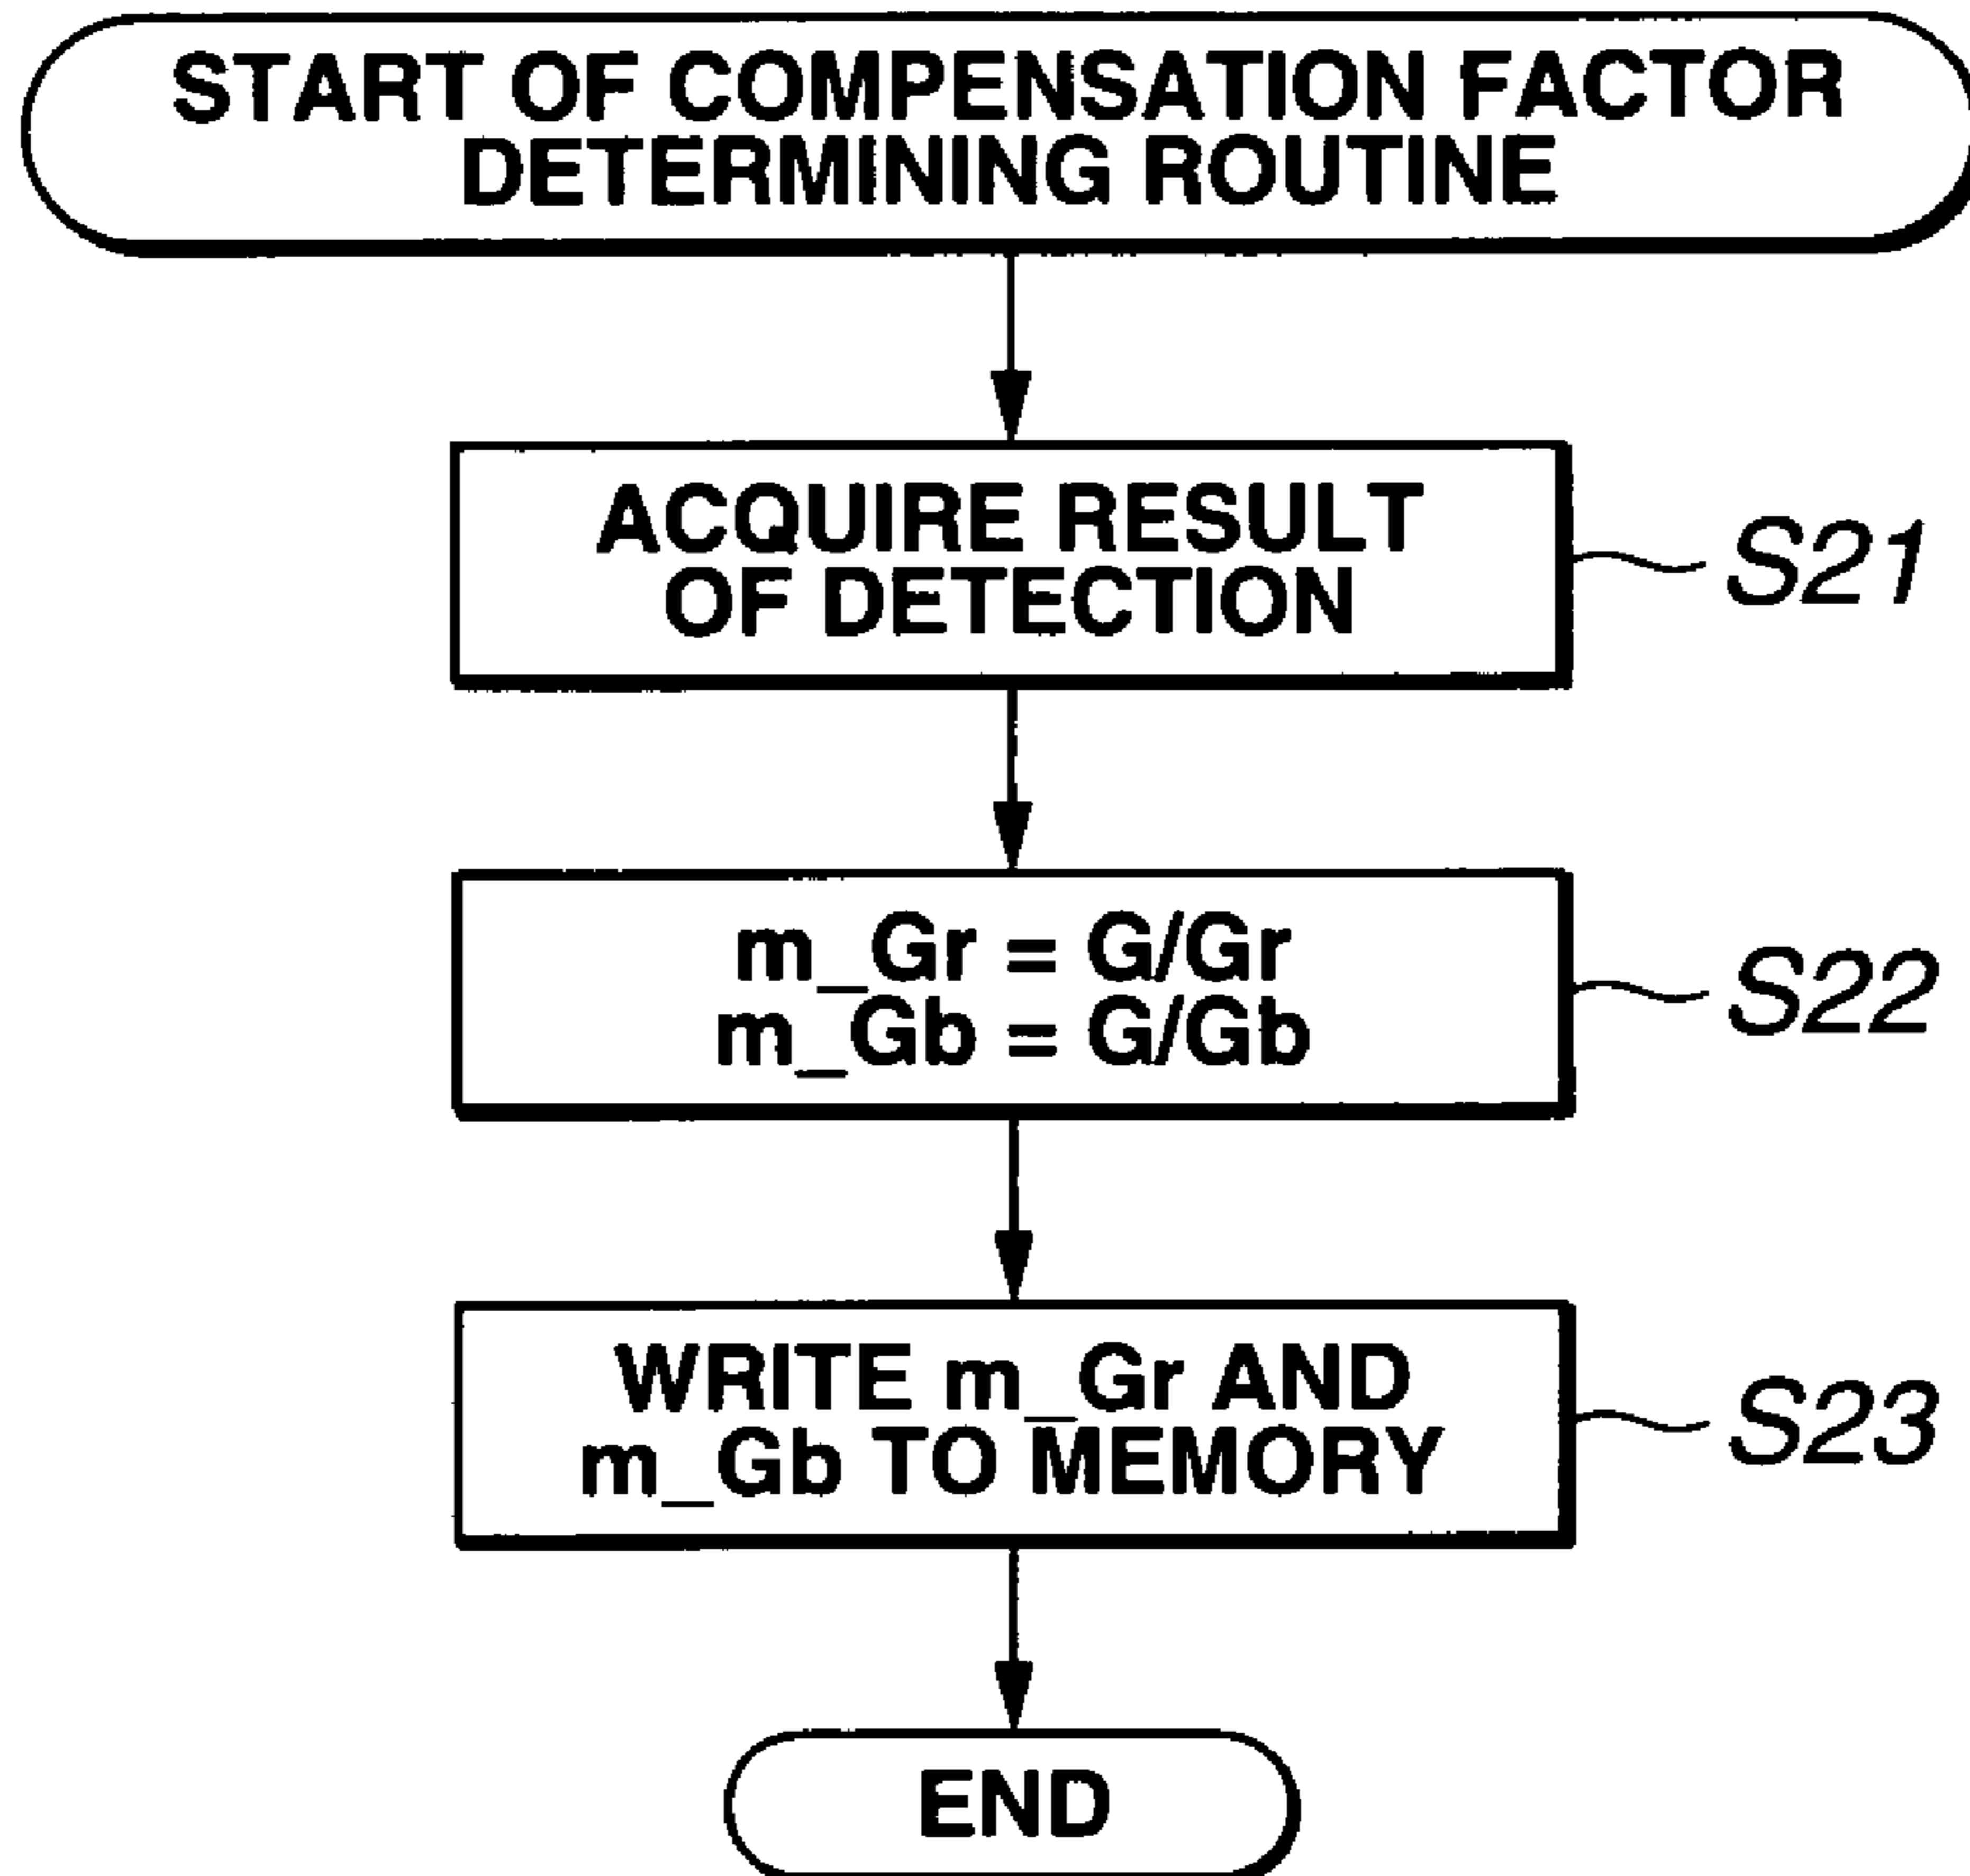 START OF COMPENSATION FACTOR
DETERMINING ROUTINE
ACQUIRE RESULT
OF DETECTION
S21
m_Gr = G/Gr
m_Gb = G/Gb
S22
WRITE m_Gr AND
m_Gb TO MEMORY
S23
END